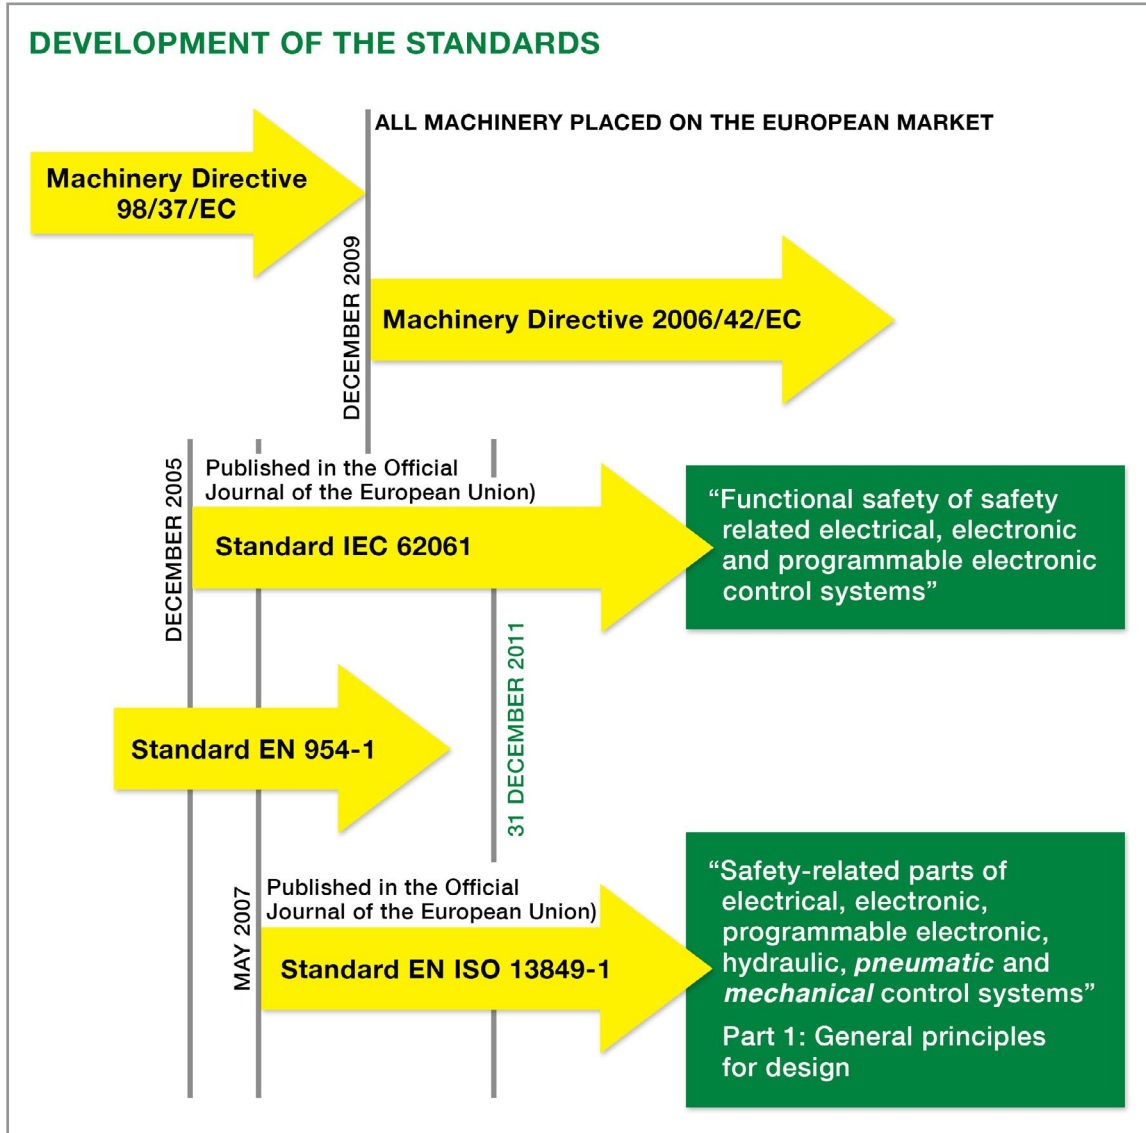 DEVELOPMENT OF THE STANDARDS
ALL MACHINERY PLACED ON THE EUROPEAN MARKET
Machinery Directive
98/37/EC
DECEMBER 2009
Machinery Directive 2006/42/EC
DECEMBER 2005
Published in the Official
Journal of the European Union)
Standard IEC 62061
“Functional safety of safety
related electrical, electronic
and programmable electronic
control systems”
31 DECEMBER 2011
Standard EN 954-1
MAY 2007
Published in the Official
Journal of the European Union)
Standard EN ISO 13849-1
“Safety-related parts of
electrical, electronic,
programmable electronic,
hydraulic, pneumatic and
mechanical control systems”
Part 1: General principles
for design